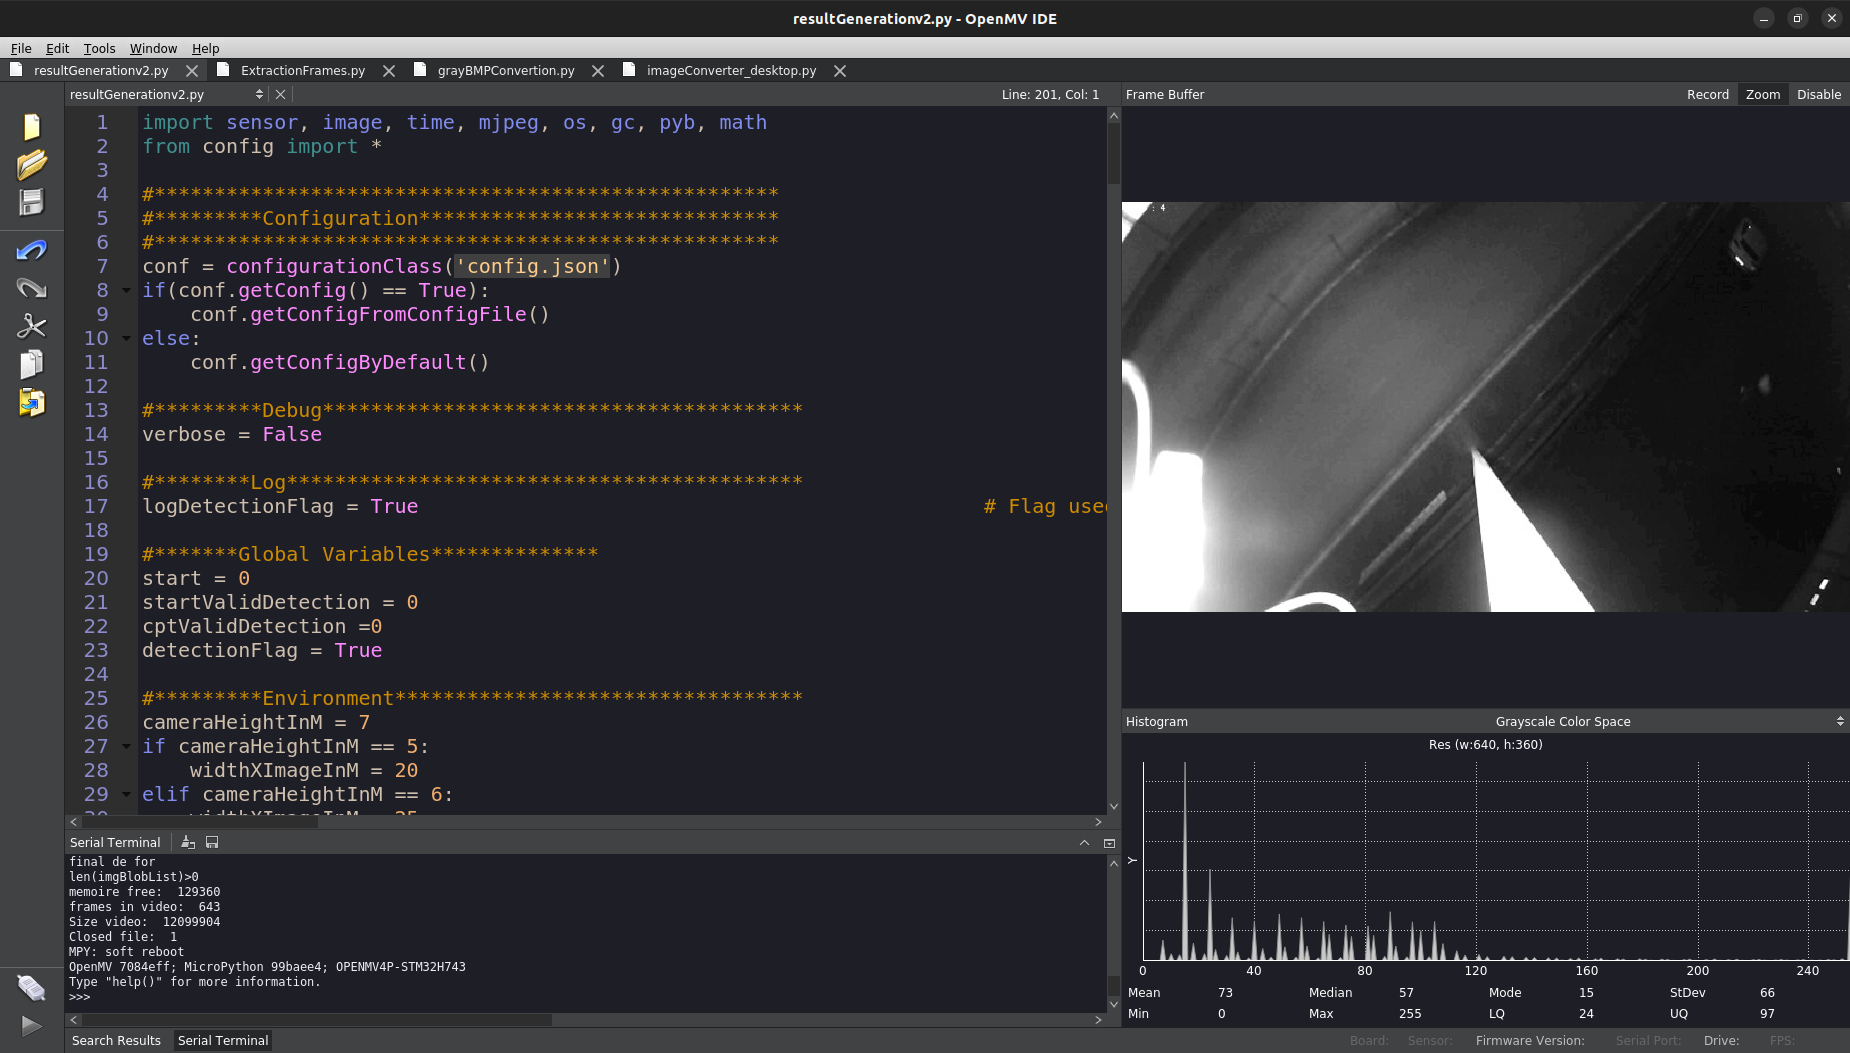 resultGenerationv2.py - OpenMV IDE
File Edit Tools Window Help
resultGenerationv2.py ExtractionFrames.py grayBMPConvertion.py imageConverter_desktop.py
resultGenerationv2.py Line: 201, Col: 1
1 import sensor, image, time, mjpeg, os, gc, pyb, math
2 from config import *
3
4 #****************************************************
5 #*********Configuration******************************
6 #****************************************************
7 conf = configurationClass('config.json')
8 if(conf.getConfig() == True):
9 conf.getConfigFromConfigFile()
10 else:
11 conf.getConfigByDefault()
12
13 #*********Debug****************************************
14 verbose = False
15
16 #********Log*******************************************
17 logDetectionFlag = True # Flag used
18
19 #*******Global Variables**************
20 start = 0
21 startValidDetection = 0
22 cptValidDetection =0
23 detectionFlag = True
24
25 #*********Environment**********************************
26 cameraHeightInM = 7
27 if cameraHeightInM == 5:
28 widthXImageInM = 20
29 elif cameraHeightInM == 6:
30 widthXImageInM = 25
Serial Terminal
final de for
len(imgBlobList)>0
memoire free: 129360
frames in video: 643
Size video: 12099904
Closed file: 1
MPY: soft reboot
OpenMV 7084eff; MicroPython 99baee4; OPENMV4P-STM32H743
Type "help()" for more information.
>>>
Search Results Serial Terminal
Frame Buffer Record Zoom Disable
: 4
Histogram Grayscale Color Space
Res (w:640, h:360)
Y
0 40 80 120 160 200 240
Mean 73 Median 57 Mode 15 StDev 66
Min 0 Max 255 LQ 24 UQ 97
Board: Sensor: Firmware Version: Serial Port: Drive: FPS: